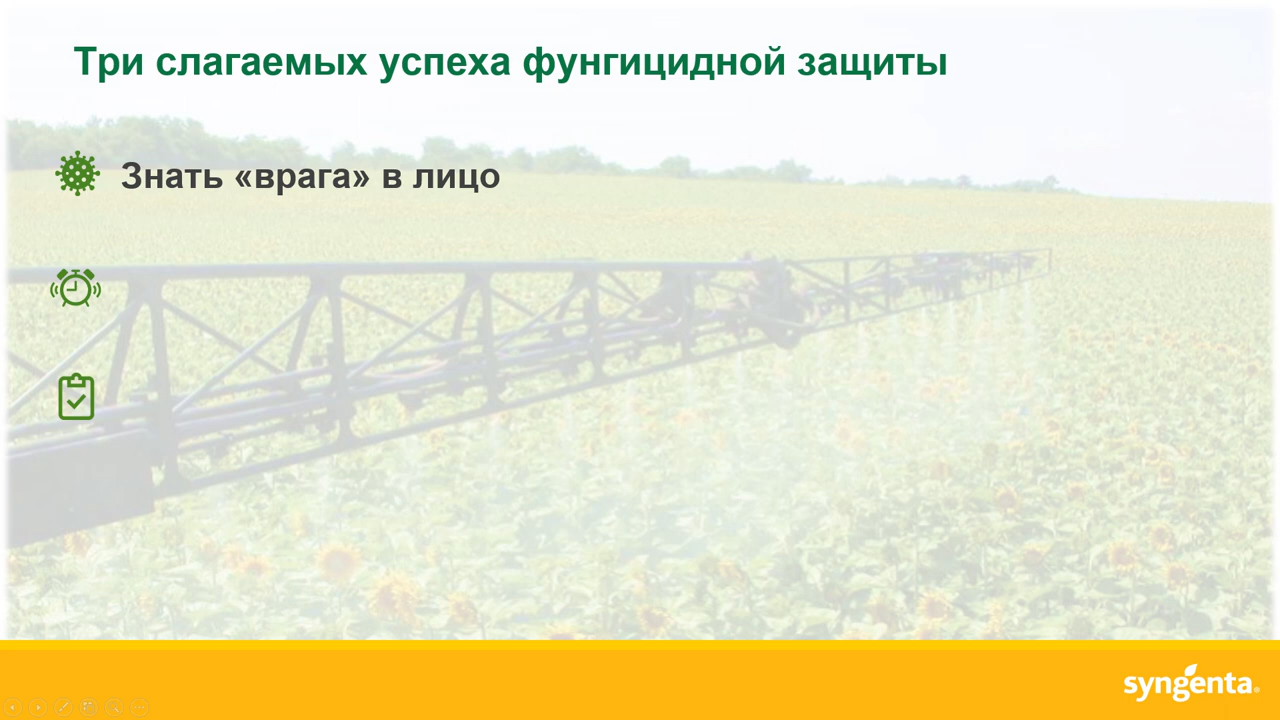 Три слагаемых успеха фунгицидной защиты
Знать «врага» в лицо
syngenta®